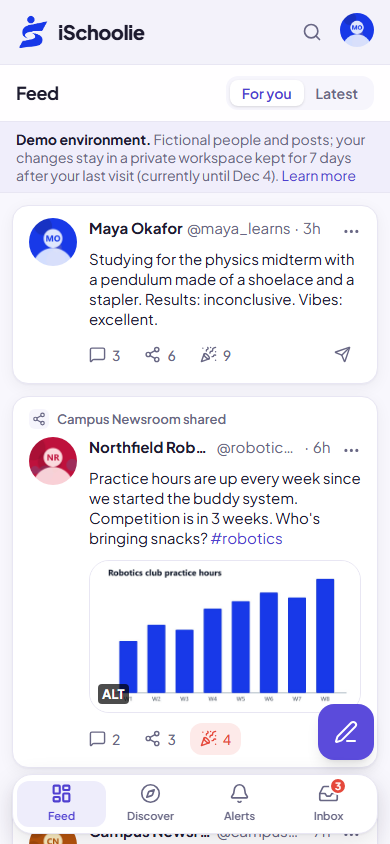 iSchoolie
MO
Feed
For you
Latest
Demo environment. Fictional people and posts; your
changes stay in a private workspace kept for 7 days
after your last visit (currently until Dec 4). Learn more
MO
Maya Okafor @maya_learns · 3h
Studying for the physics midterm with
a pendulum made of a shoelace and a
stapler. Results: inconclusive. Vibes:
excellent.
3 6 9
Campus Newsroom shared
NR
Northfield Rob... @robotic... · 6h
Practice hours are up every week since
we started the buddy system.
Competition is in 3 weeks. Who's
bringing snacks? #robotics
Robotics club practice hours
ALT
W2 W3 W4 W5 W6 W7 W8
2 3 4
3
Feed Discover Alerts Inbox
CN